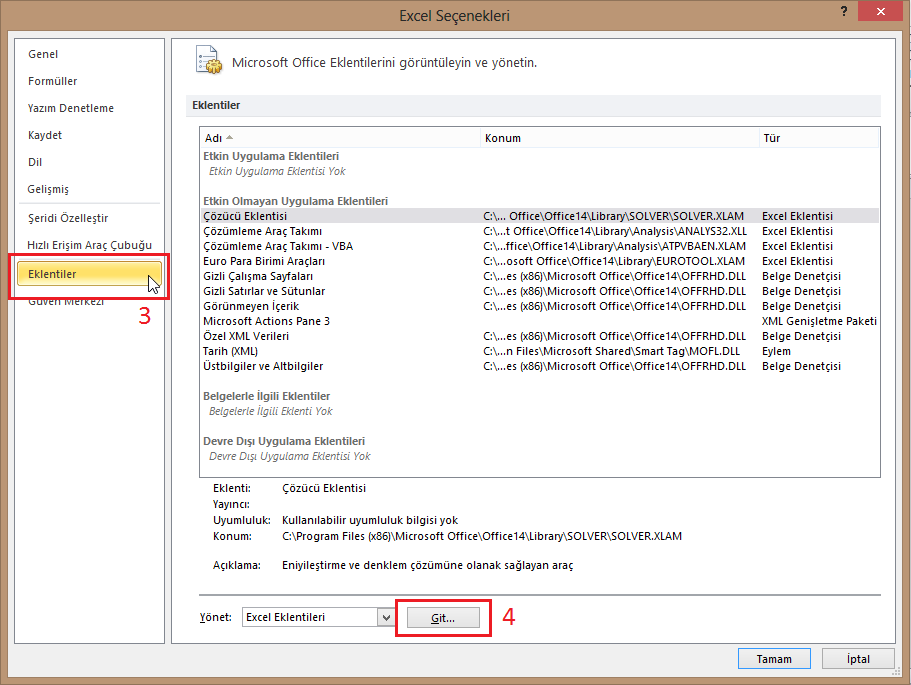 Excel Seçenekleri
?
Genel
Formüller
Yazım Denetleme
Kaydet
Dil
Gelişmiş
Şeridi Özelleştir
Hızlı Erişim Araç Çubuğu
Eklentiler
Güven Merkezi
3
Microsoft Office Eklentilerini görüntüleyin ve yönetin.
Eklentiler
Adı Konum Tür
Etkin Uygulama Eklentileri
Etkin Uygulama Eklentisi Yok
Etkin Olmayan Uygulama Eklentileri
Çözücü Eklentisi C:\... Office\Office14\Library\SOLVER\SOLVER.XLAM Excel Eklentisi
Çözümleme Araç Takımı C:\...t Office\Office14\Library\Analysis\ANALYS32.XLL Excel Eklentisi
Çözümleme Araç Takımı - VBA C:\...ffice\Office14\Library\Analysis\ATPVBAEN.XLAM Excel Eklentisi
Euro Para Birimi Araçları C:\...osoft Office\Office14\Library\EUROTOOL.XLAM Excel Eklentisi
Gizli Çalışma Sayfaları C:\...es (x86)\Microsoft Office\Office14\OFFRHD.DLL Belge Denetçisi
Gizli Satırlar ve Sütunlar C:\...es (x86)\Microsoft Office\Office14\OFFRHD.DLL Belge Denetçisi
Görünmeyen İçerik C:\...es (x86)\Microsoft Office\Office14\OFFRHD.DLL Belge Denetçisi
Microsoft Actions Pane 3 XML Genişletme Paketi
Özel XML Verileri C:\...es (x86)\Microsoft Office\Office14\OFFRHD.DLL Belge Denetçisi
Tarih (XML) C:\...n Files\Microsoft Shared\Smart Tag\MOFL.DLL Eylem
Üstbilgiler ve Altbilgiler C:\...es (x86)\Microsoft Office\Office14\OFFRHD.DLL Belge Denetçisi
Belgelerle İlgili Eklentiler
Belgelerle İlgili Eklenti Yok
Devre Dışı Uygulama Eklentileri
Devre Dışı Uygulama Eklentisi Yok
Eklenti: Çözücü Eklentisi
Yayıncı:
Uyumluluk: Kullanılabilir uyumluluk bilgisi yok
Konum: C:\Program Files (x86)\Microsoft Office\Office14\Library\SOLVER\SOLVER.XLAM
Açıklama: Eniyileştirme ve denklem çözümüne olanak sağlayan araç
Yönet: Excel Eklentileri Git... 4
Tamam İptal